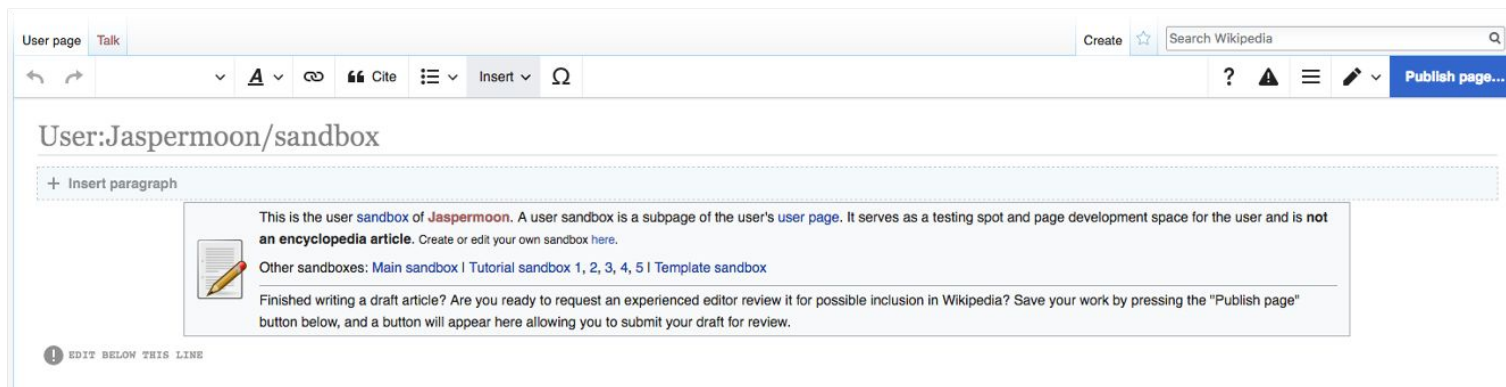 User page Talk Create Search Wikipedia
A Cite Insert Ω ? Publish page...
User:Jaspermoon/sandbox
+ Insert paragraph
This is the user sandbox of Jaspermoon. A user sandbox is a subpage of the user's user page. It serves as a testing spot and page development space for the user and is not
an encyclopedia article. Create or edit your own sandbox here.
Other sandboxes: Main sandbox | Tutorial sandbox 1, 2, 3, 4, 5 | Template sandbox
Finished writing a draft article? Are you ready to request an experienced editor review it for possible inclusion in Wikipedia? Save your work by pressing the "Publish page"
button below, and a button will appear here allowing you to submit your draft for review.
EDIT BELOW THIS LINE